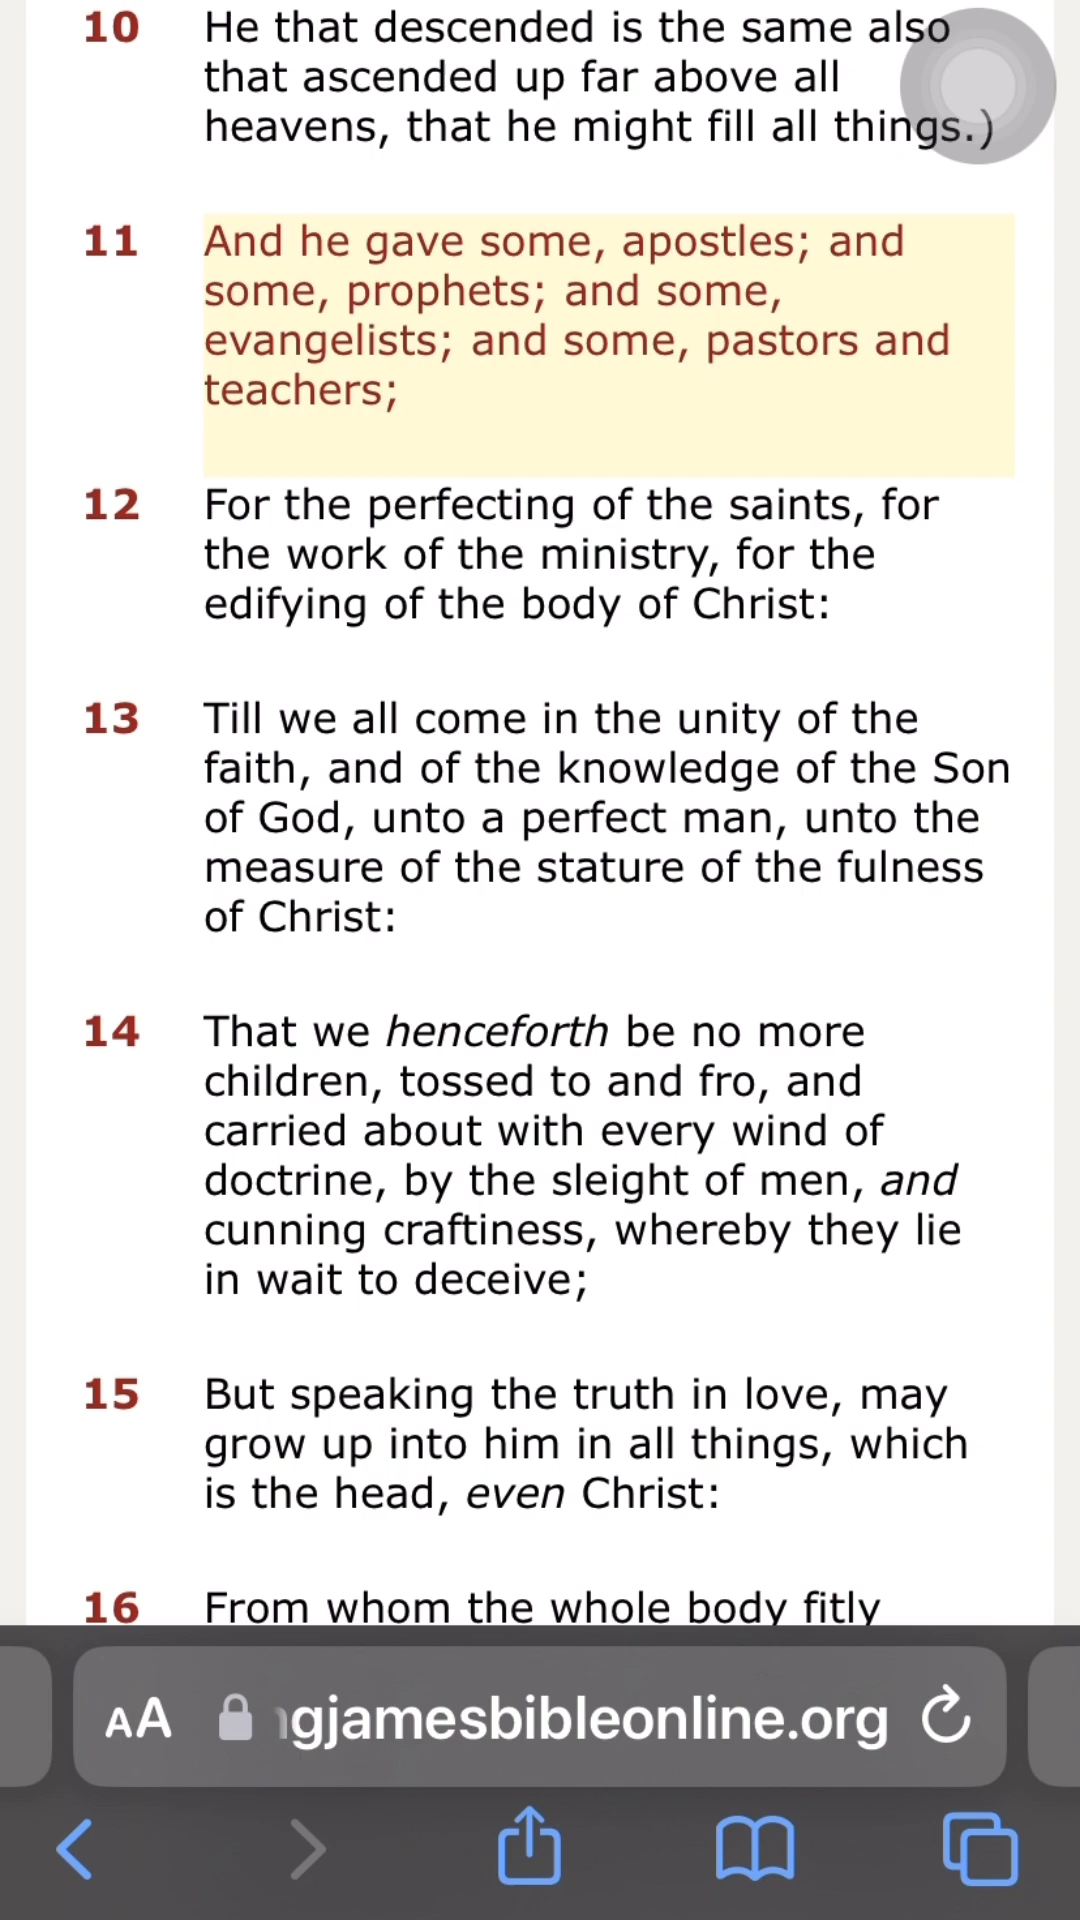 10 He that descended is the same also
that ascended up far above all
heavens, that he might fill all things.)
11 And he gave some, apostles; and
some, prophets; and some,
evangelists; and some, pastors and
teachers;
12 For the perfecting of the saints, for
the work of the ministry, for the
edifying of the body of Christ:
13 Till we all come in the unity of the
faith, and of the knowledge of the Son
of God, unto a perfect man, unto the
measure of the stature of the fulness
of Christ:
14 That we henceforth be no more
children, tossed to and fro, and
carried about with every wind of
doctrine, by the sleight of men, and
cunning craftiness, whereby they lie
in wait to deceive;
15 But speaking the truth in love, may
grow up into him in all things, which
is the head, even Christ:
16 From whom the whole body fitly
AA gjamesbibleonline.org